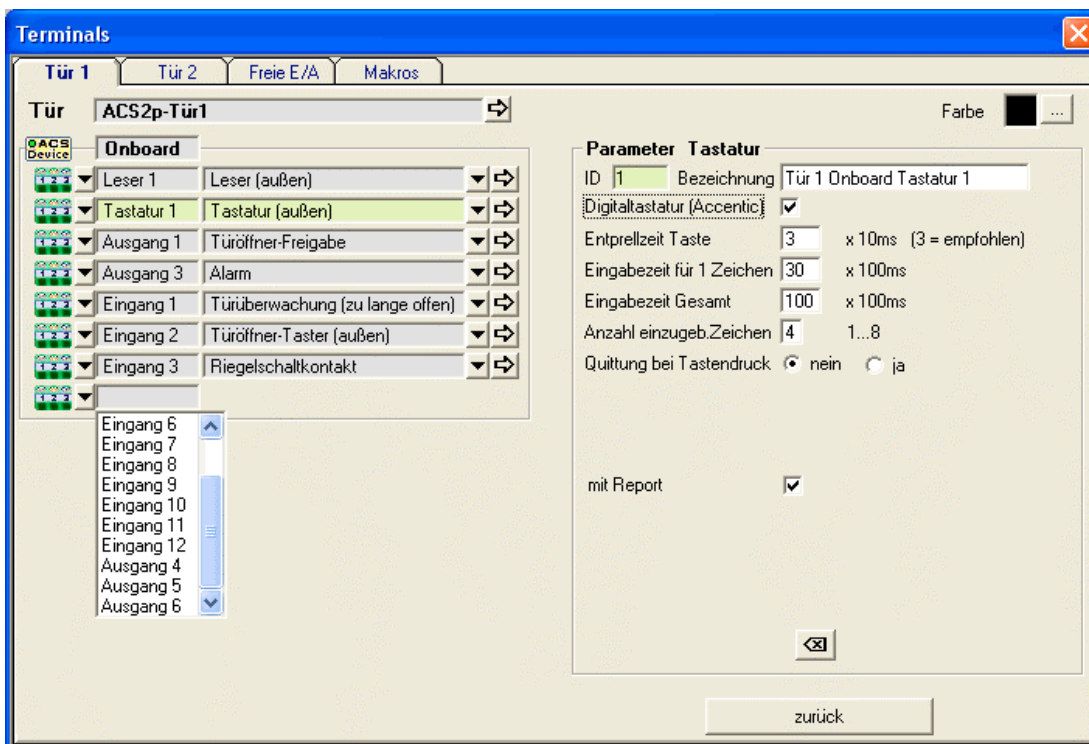 Terminals
Tür 1
Tür 2
Freie E/A
Makros
Tür
ACS2p-Tür1
Farbe
...
ACS
Device
Onboard
Leser 1
Leser (außen)
Tastatur 1
Tastatur (außen)
Ausgang 1
Türöffner-Freigabe
Ausgang 3
Alarm
Eingang 1
Türüberwachung (zu lange offen)
Eingang 2
Türöffner-Taster (außen)
Eingang 3
Riegelschaltkontakt
Eingang 6
Eingang 7
Eingang 8
Eingang 9
Eingang 10
Eingang 11
Eingang 12
Ausgang 4
Ausgang 5
Ausgang 6
Parameter Tastatur
ID 1 Bezeichnung Tür 1 Onboard Tastatur 1
Digitaltastatur (Accentic)
Entprellzeit Taste 3 x 10ms (3 = empfohlen)
Eingabezeit für 1 Zeichen 30 x 100ms
Eingabezeit Gesamt 100 x 100ms
Anzahl einzugeb.Zeichen 4 1...8
Quittung bei Tastendruck nein ja
mit Report
zurück